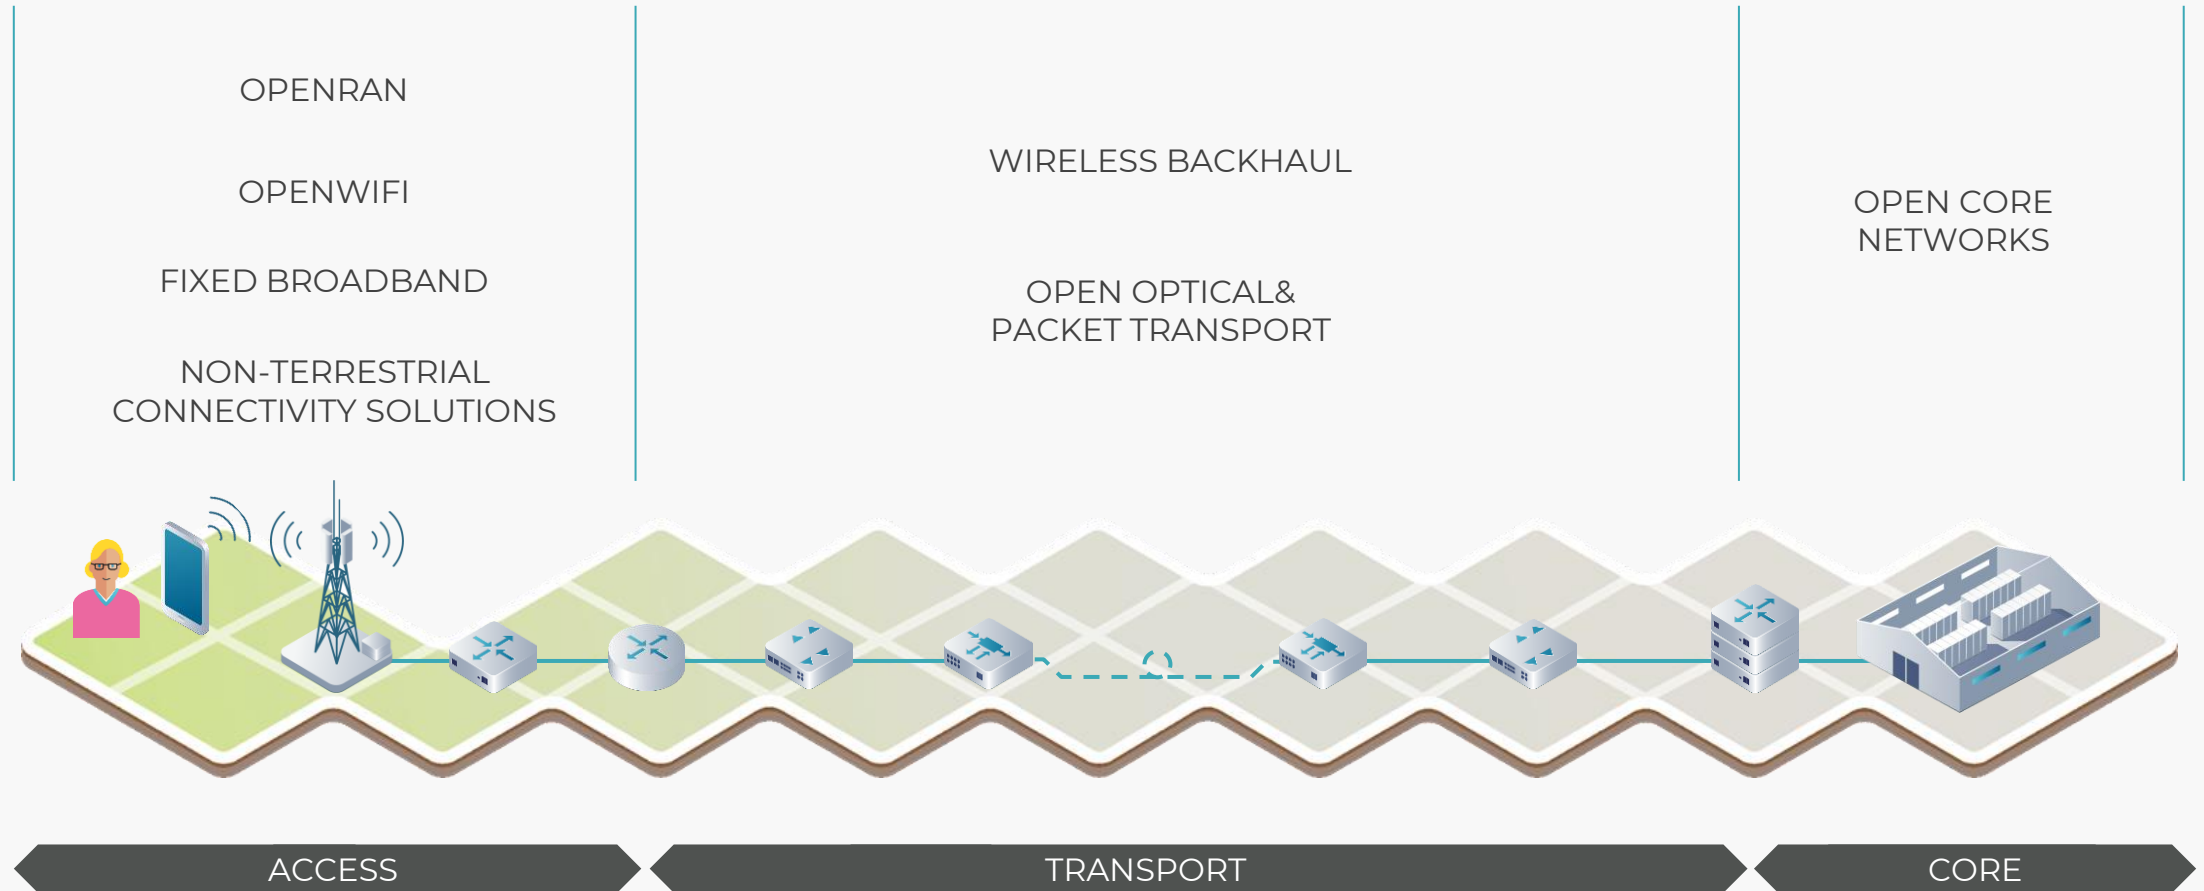 OPENRAN
OPENWIFI
FIXED BROADBAND
NON-TERRESTRIAL
CONNECTIVITY SOLUTIONS
WIRELESS BACKHAUL
OPEN OPTICAL&
PACKET TRANSPORT
OPEN CORE
NETWORKS
ACCESS
TRANSPORT
CORE